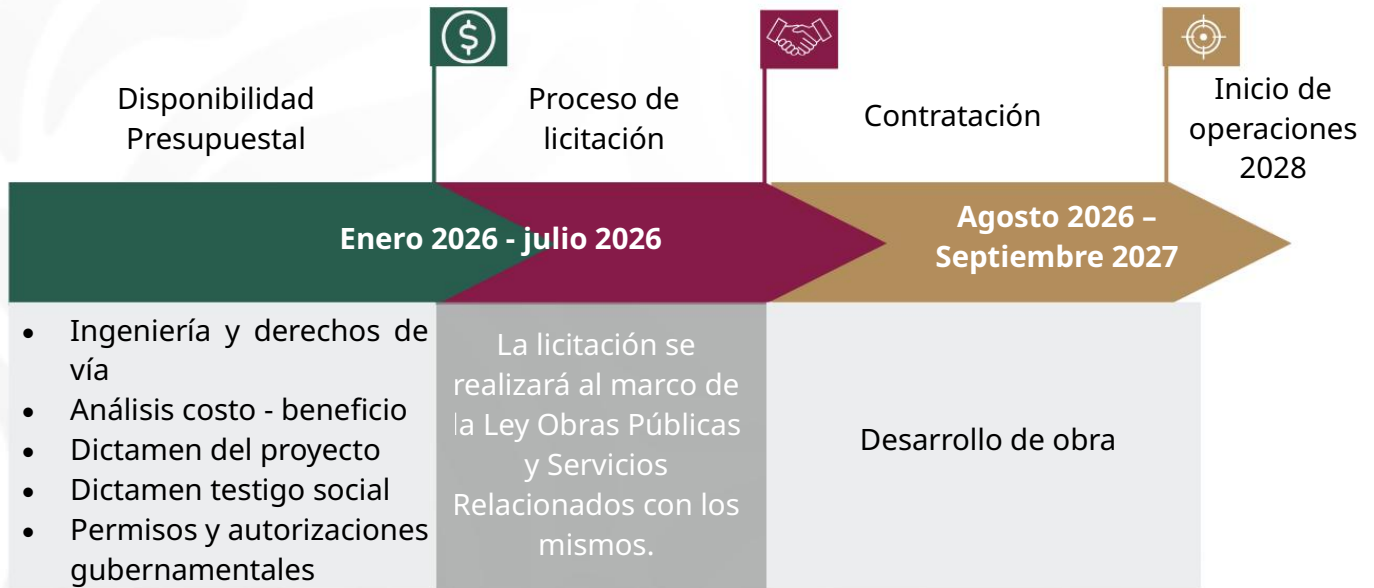 Disponibilidad
Presupuestal
Proceso de
licitación
Contratación
Inicio de
operaciones
2028
Enero 2026 - julio 2026
Agosto 2026 –
Septiembre 2027
• Ingeniería y derechos de
vía
• Análisis costo - beneficio
• Dictamen del proyecto
• Dictamen testigo social
• Permisos y autorizaciones
gubernamentales
La licitación se
realizará al marco de
la Ley Obras Públicas
y Servicios
Relacionados con los
mismos.
Desarrollo de obra